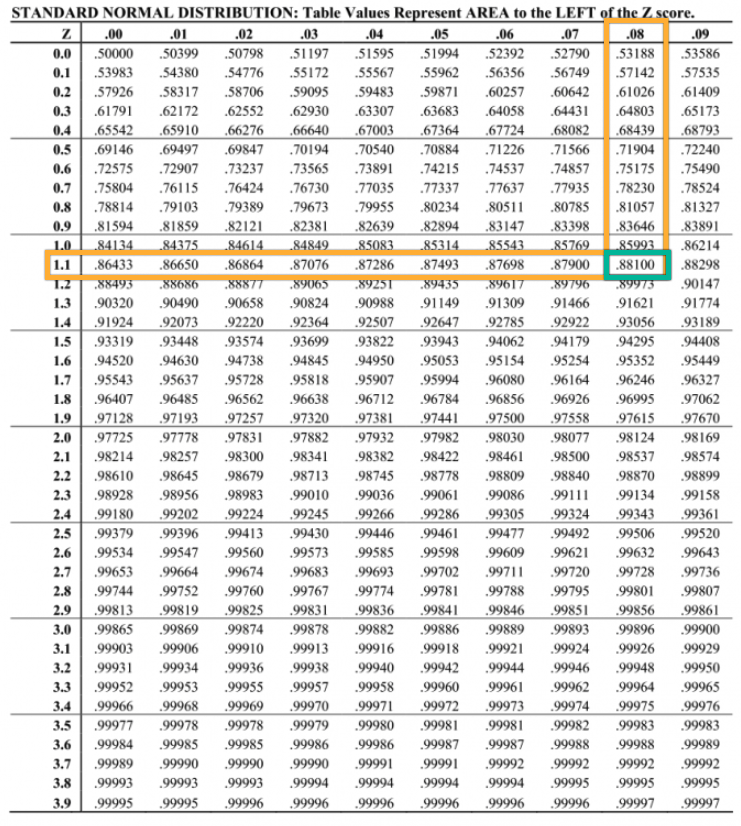 STANDARD NORMAL DISTRIBUTION: Table Values Represent AREA to the LEFT of the Z score.
Z .00 .01 .02 .03 .04 .05 .06 .07 .08 .09
0.0 .50000 .50399 .50798 .51197 .51595 .51994 .52392 .52790 .53188 .53586
0.1 .53983 .54380 .54776 .55172 .55567 .55962 .56356 .56749 .57142 .57535
0.2 .57926 .58317 .58706 .59095 .59483 .59871 .60257 .60642 .61026 .61409
0.3 .61791 .62172 .62552 .62930 .63307 .63683 .64058 .64431 .64803 .65173
0.4 .65542 .65910 .66276 .66640 .67003 .67364 .67724 .68082 .68439 .68793
0.5 .69146 .69497 .69847 .70194 .70540 .70884 .71226 .71566 .71904 .72240
0.6 .72575 .72907 .73237 .73565 .73891 .74215 .74537 .74857 .75175 .75490
0.7 .75804 .76115 .76424 .76730 .77035 .77337 .77637 .77935 .78230 .78524
0.8 .78814 .79103 .79389 .79673 .79955 .80234 .80511 .80785 .81057 .81327
0.9 .81594 .81859 .82121 .82381 .82639 .82894 .83147 .83398 .83646 .83891
1.0 .84134 .84375 .84614 .84849 .85083 .85314 .85543 .85769 .85993 .86214
1.1 .86433 .86650 .86864 .87076 .87286 .87493 .87698 .87900 .88100 .88298
1.2 .88493 .88686 .88877 .89065 .89251 .89435 .89617 .89796 .89973 .90147
1.3 .90320 .90490 .90658 .90824 .90988 .91149 .91309 .91466 .91621 .91774
1.4 .91924 .92073 .92220 .92364 .92507 .92647 .92785 .92922 .93056 .93189
1.5 .93319 .93448 .93574 .93699 .93822 .93943 .94062 .94179 .94295 .94408
1.6 .94520 .94630 .94738 .94845 .94950 .95053 .95154 .95254 .95352 .95449
1.7 .95543 .95637 .95728 .95818 .95907 .95994 .96080 .96164 .96246 .96327
1.8 .96407 .96485 .96562 .96638 .96712 .96784 .96856 .96926 .96995 .97062
1.9 .97128 .97193 .97257 .97320 .97381 .97441 .97500 .97558 .97615 .97670
2.0 .97725 .97778 .97831 .97882 .97932 .97982 .98030 .98077 .98124 .98169
2.1 .98214 .98257 .98300 .98341 .98382 .98422 .98461 .98500 .98537 .98574
2.2 .98610 .98645 .98679 .98713 .98745 .98778 .98809 .98840 .98870 .98899
2.3 .98928 .98956 .98983 .99010 .99036 .99061 .99086 .99111 .99134 .99158
2.4 .99180 .99202 .99224 .99245 .99266 .99286 .99305 .99324 .99343 .99361
2.5 .99379 .99396 .99413 .99430 .99446 .99461 .99477 .99492 .99506 .99520
2.6 .99534 .99547 .99560 .99573 .99585 .99598 .99609 .99621 .99632 .99643
2.7 .99653 .99664 .99674 .99683 .99693 .99702 .99711 .99720 .99728 .99736
2.8 .99744 .99752 .99760 .99767 .99774 .99781 .99788 .99795 .99801 .99807
2.9 .99813 .99819 .99825 .99831 .99836 .99841 .99846 .99851 .99856 .99861
3.0 .99865 .99869 .99874 .99878 .99882 .99886 .99889 .99893 .99896 .99900
3.1 .99903 .99906 .99910 .99913 .99916 .99918 .99921 .99924 .99926 .99929
3.2 .99931 .99934 .99936 .99938 .99940 .99942 .99944 .99946 .99948 .99950
3.3 .99952 .99953 .99955 .99957 .99958 .99960 .99961 .99962 .99964 .99965
3.4 .99966 .99968 .99969 .99970 .99971 .99972 .99973 .99974 .99975 .99976
3.5 .99977 .99978 .99978 .99979 .99980 .99981 .99981 .99982 .99983 .99983
3.6 .99984 .99985 .99985 .99986 .99986 .99987 .99987 .99988 .99988 .99989
3.7 .99989 .99990 .99990 .99990 .99991 .99991 .99992 .99992 .99992 .99992
3.8 .99993 .99993 .99993 .99994 .99994 .99994 .99994 .99995 .99995 .99995
3.9 .99995 .99995 .99996 .99996 .99996 .99996 .99996 .99996 .99997 .99997